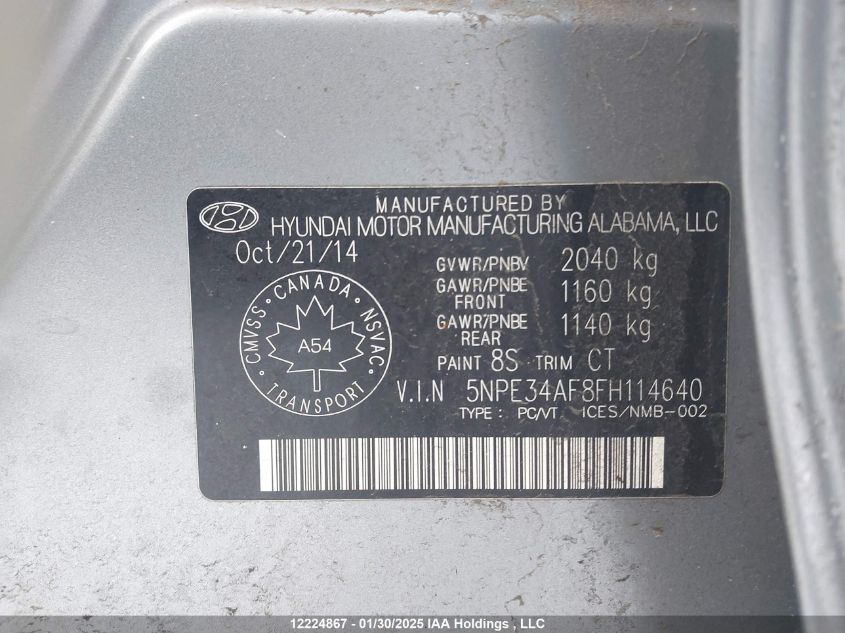 MANUFACTURED BY
HYUNDAI MOTOR MANUFACTURING ALABAMA, LLC
Oct/21/14
GVWR/PNBV 2040 kg
GAWR/PNBE FRONT 1160 kg
GAWR/PNBE REAR 1140 kg
PAINT 8S TRIM CT
CANADA
CMVSS · NSVAC
A54
TRANSPORT
V.I.N 5NPE34AF8FH114640
TYPE : PC/VT ICES/NMB-002
12224867 - 01/30/2025 IAA Holdings , LLC